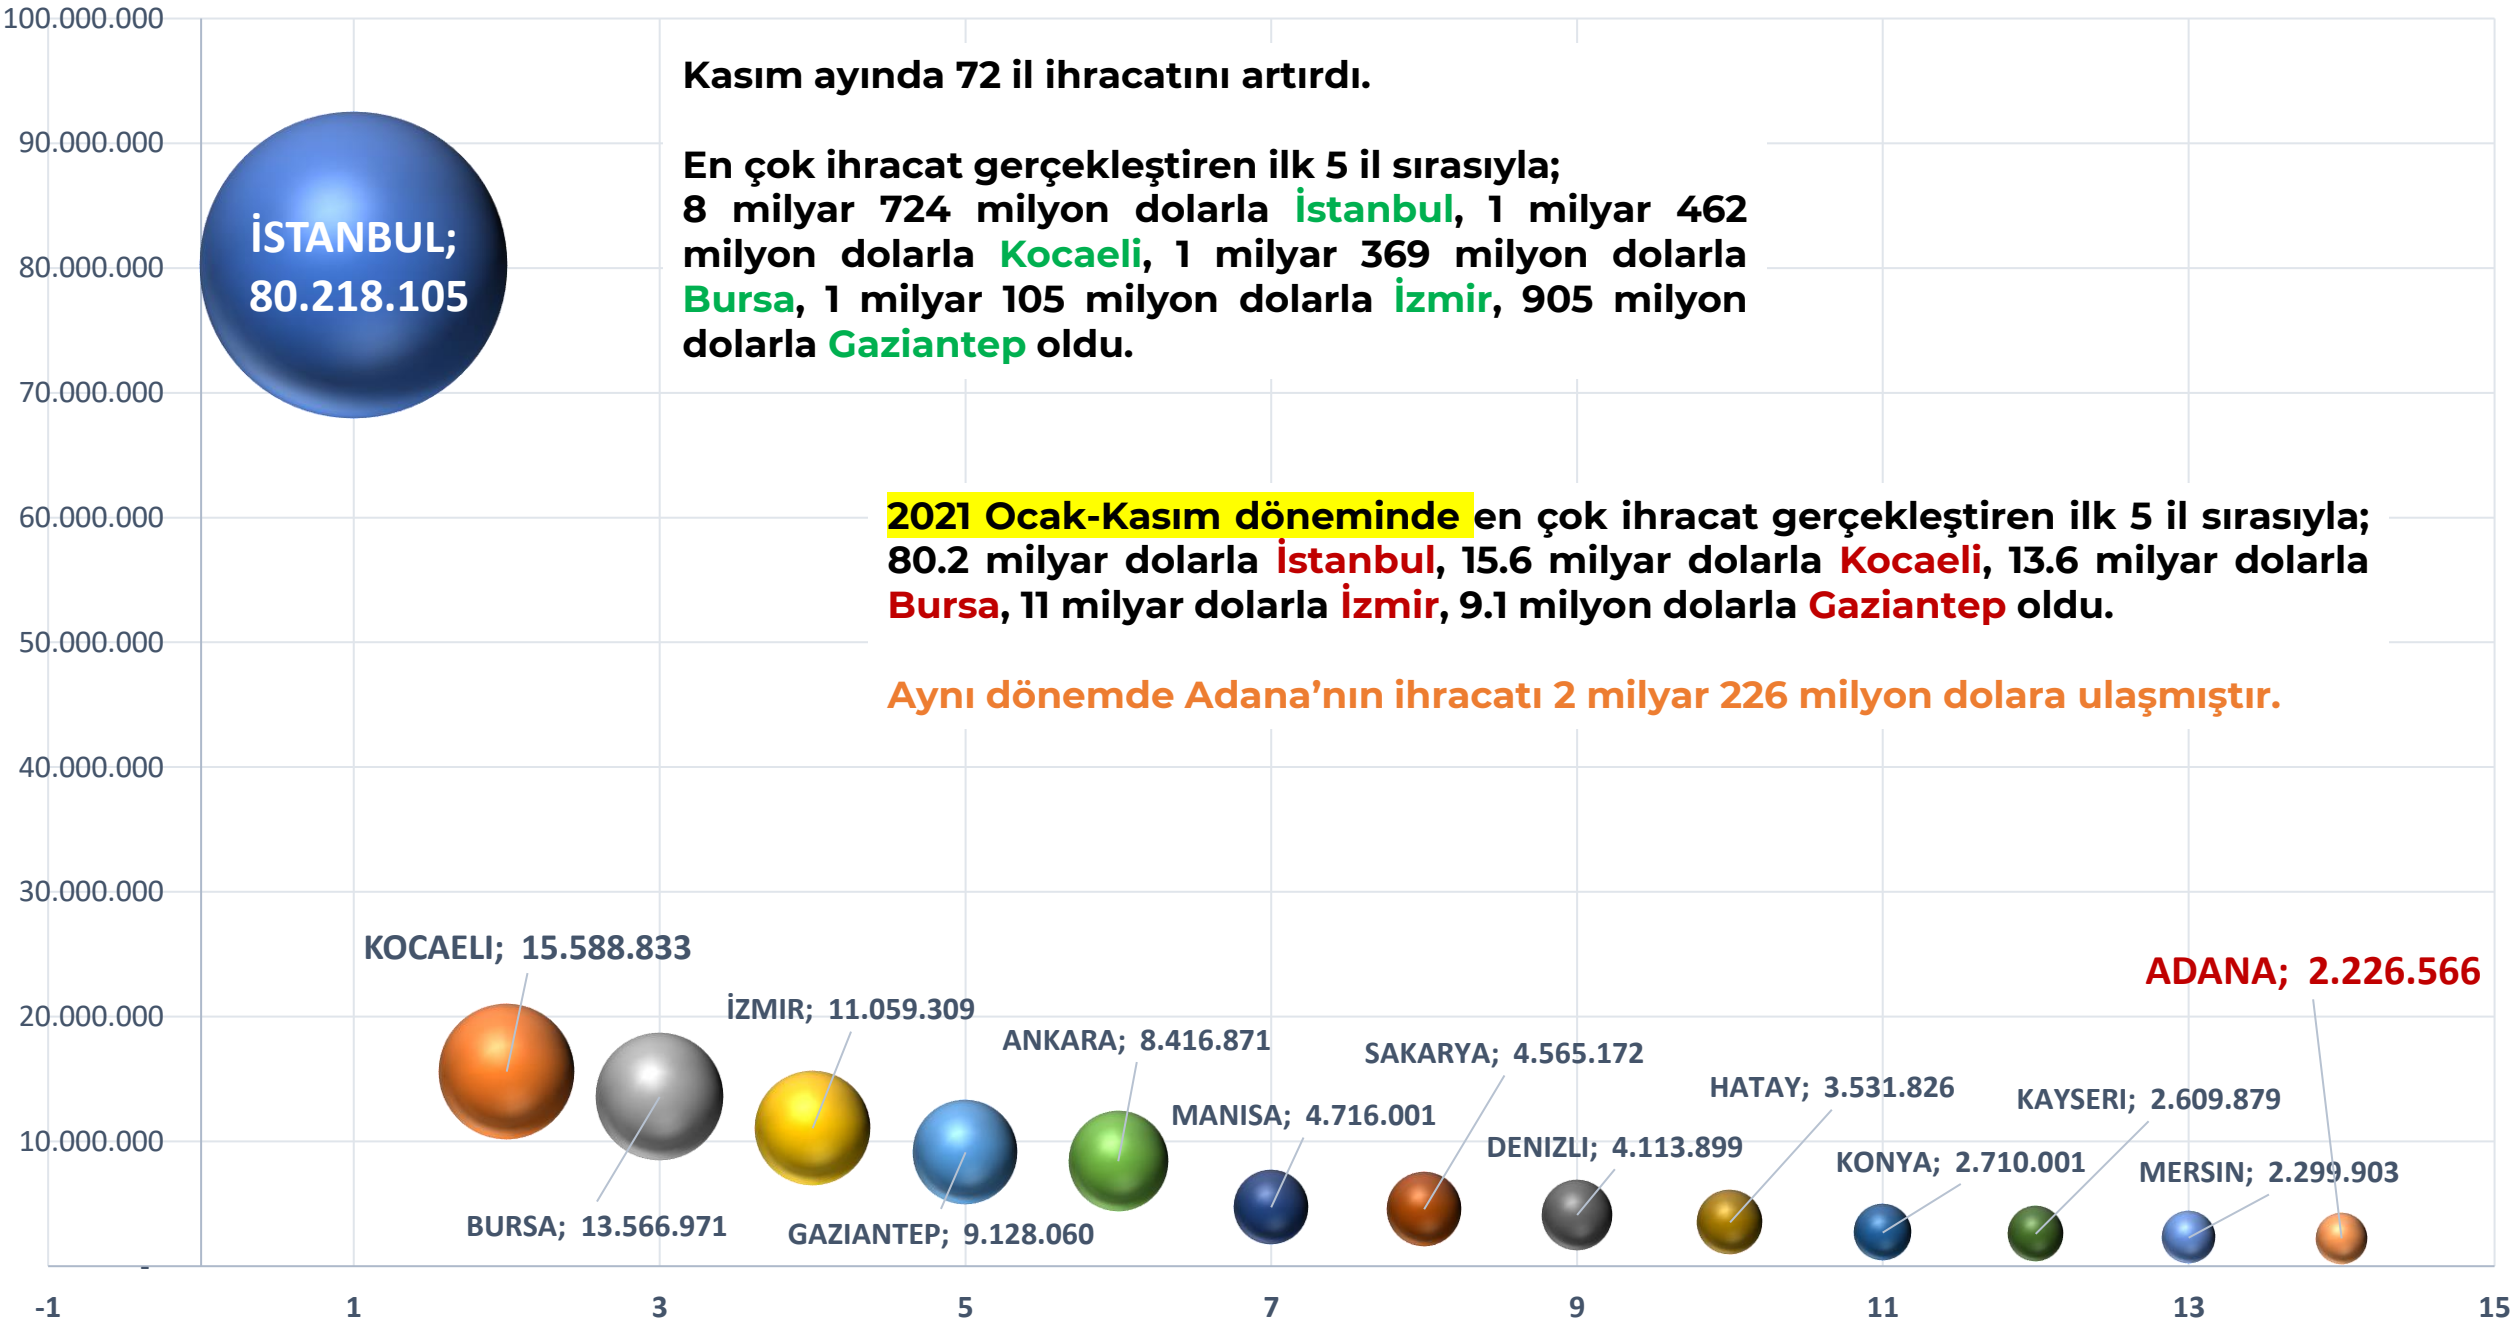 100.000.000
90.000.000
80.000.000
70.000.000
60.000.000
50.000.000
40.000.000
30.000.000
20.000.000
10.000.000
-
İSTANBUL;
80.218.105
Kasım ayında 72 il ihracatını artırdı.
En çok ihracat gerçekleştiren ilk 5 il sırasıyla;
8 milyar 724 milyon dolarla İstanbul, 1 milyar 462
milyon dolarla Kocaeli, 1 milyar 369 milyon dolarla
Bursa, 1 milyar 105 milyon dolarla İzmir, 905 milyon
dolarla Gaziantep oldu.
2021 Ocak-Kasım döneminde en çok ihracat gerçekleştiren ilk 5 il sırasıyla;
80.2 milyar dolarla İstanbul, 15.6 milyar dolarla Kocaeli, 13.6 milyar dolarla
Bursa, 11 milyar dolarla İzmir, 9.1 milyon dolarla Gaziantep oldu.
Aynı dönemde Adana’nın ihracatı 2 milyar 226 milyon dolara ulaşmıştır.
KOCAELI; 15.588.833
BURSA; 13.566.971
İZMIR; 11.059.309
GAZIANTEP; 9.128.060
ANKARA; 8.416.871
MANISA; 4.716.001
SAKARYA; 4.565.172
DENIZLI; 4.113.899
HATAY; 3.531.826
KONYA; 2.710.001
KAYSERI; 2.609.879
MERSIN; 2.299.903
ADANA; 2.226.566
-1 1 3 5 7 9 11 13 15